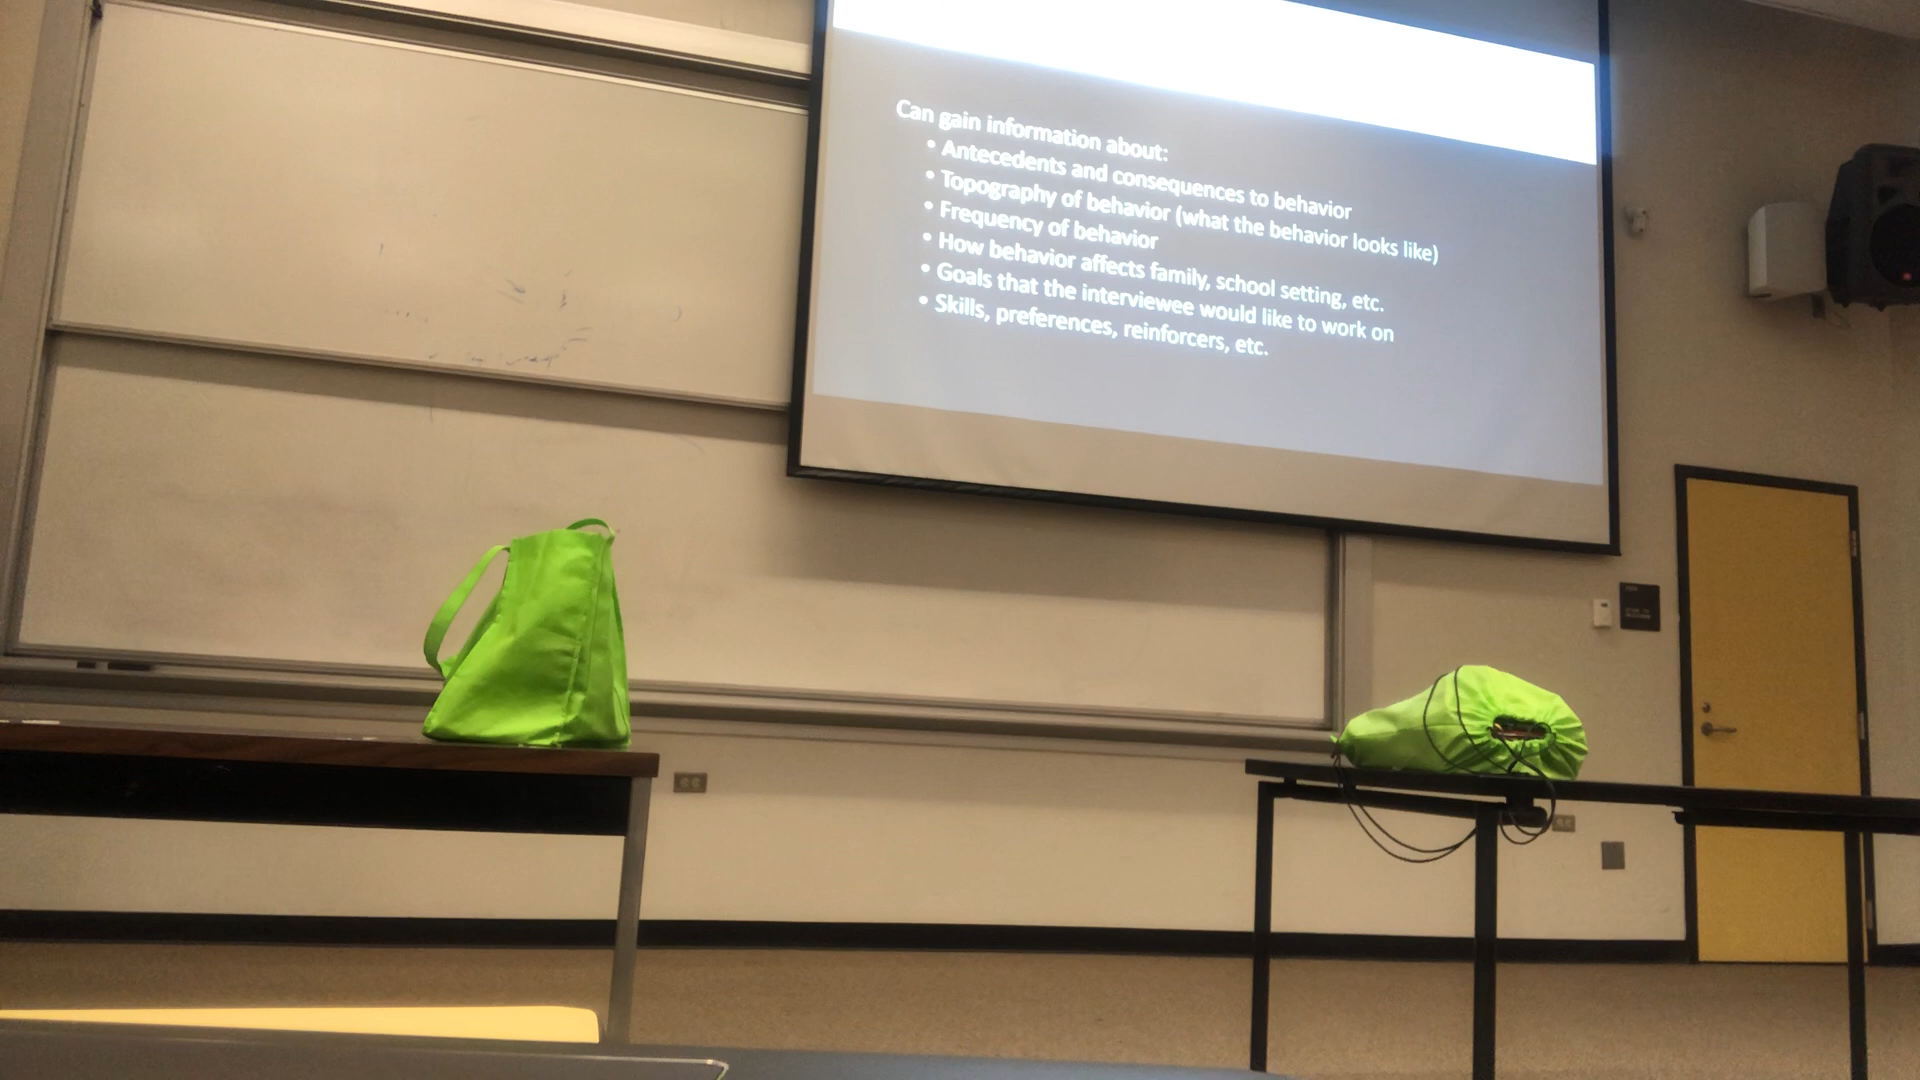 Can gain information about:
• Antecedents and consequences to behavior
• Topography of behavior (what the behavior looks like)
• Frequency of behavior
• How behavior affects family, school setting, etc.
• Goals that the interviewee would like to work on
• Skills, preferences, reinforcers, etc.